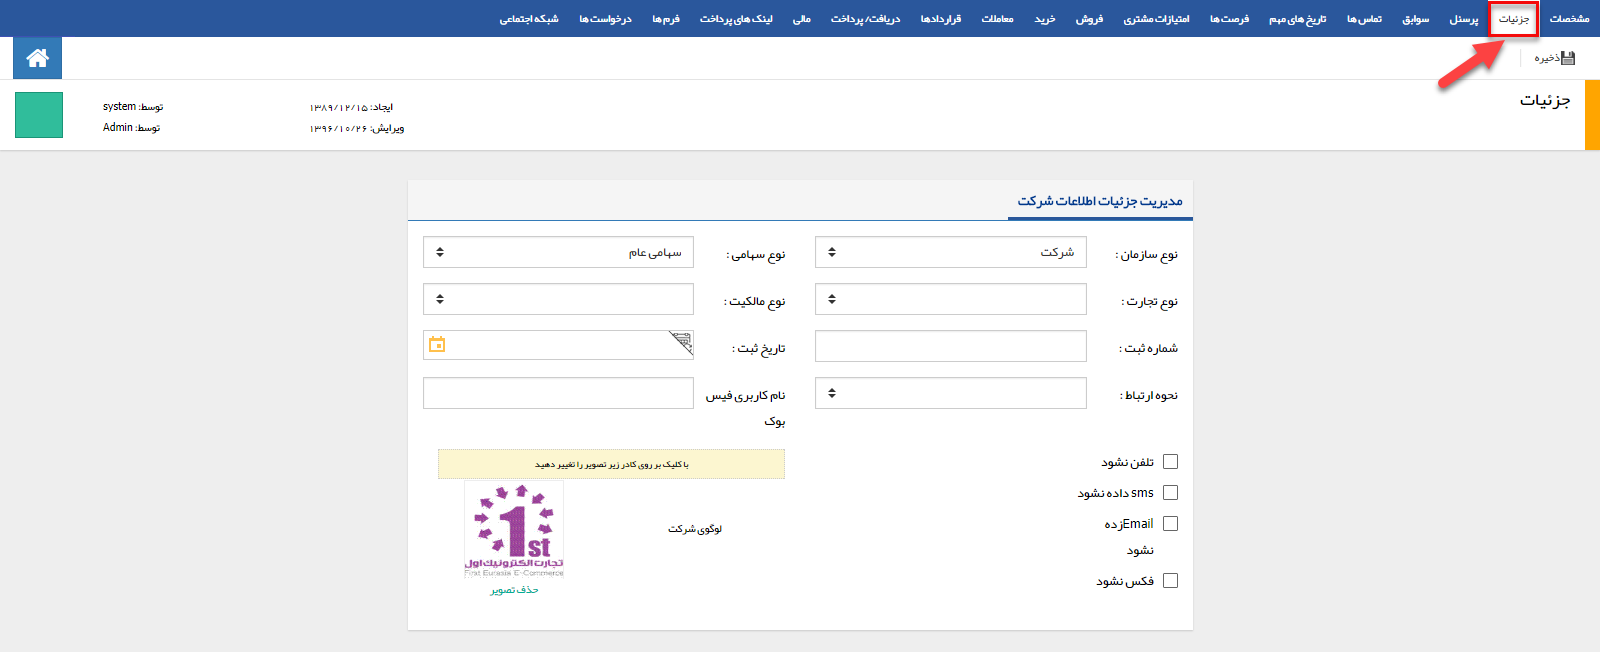 مشخصات جزئیات پرسنل سوابق تماس ها تاریخ های مهم فرصت ها امتیازات مشتری فروش خرید معاملات قراردادها دریافت/ پرداخت مالی لینک های پرداخت فرم ها درخواست ها شبکه اجتماعی
ذخیره
جزئیات
ایجاد: ۱۳۸۹/۱۲/۱۵ توسط: system
ویرایش: ۱۳۹۶/۱۰/۲۶ توسط: Admin
مدیریت جزئیات اطلاعات شرکت
نوع سازمان : شرکت نوع سهامی : سهامی عام
نوع تجارت : نوع مالکیت :
شماره ثبت : تاریخ ثبت :
نحوه ارتباط : نام کاربری فیس
بوک
تلفن نشود
sms داده نشود
Emailزده
نشود
فکس نشود
با کلیک بر روی کادر زیر تصویر را تغییر دهید
لوگوی شرکت
1st
تجارت الکترونیک اول
First Eurasia E-Commerce
حذف تصویر